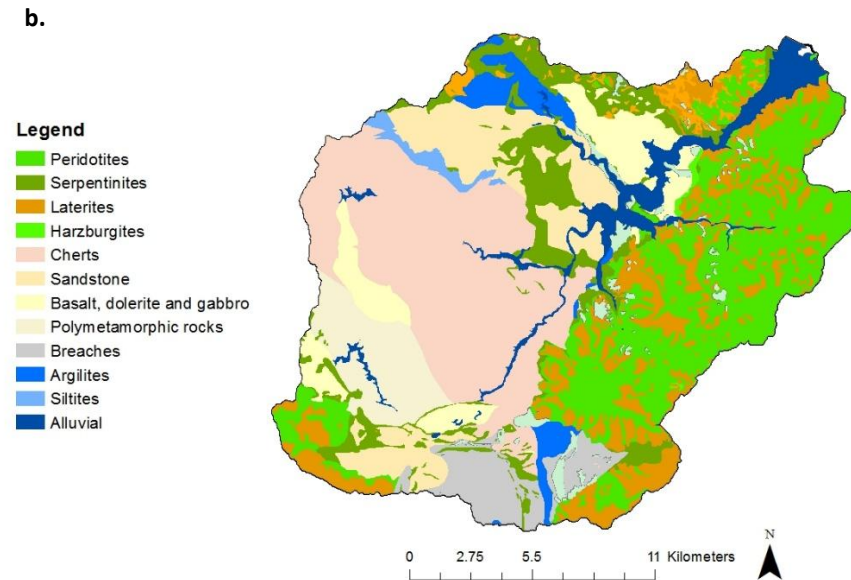 b.
Legend
Peridotites
Serpentinites
Laterites
Harzburgites
Cherts
Sandstone
Basalt, dolerite and gabbro
Polymetamorphic rocks
Breaches
Argilites
Siltites
Alluvial
N
0 2.75 5.5 11 Kilometers